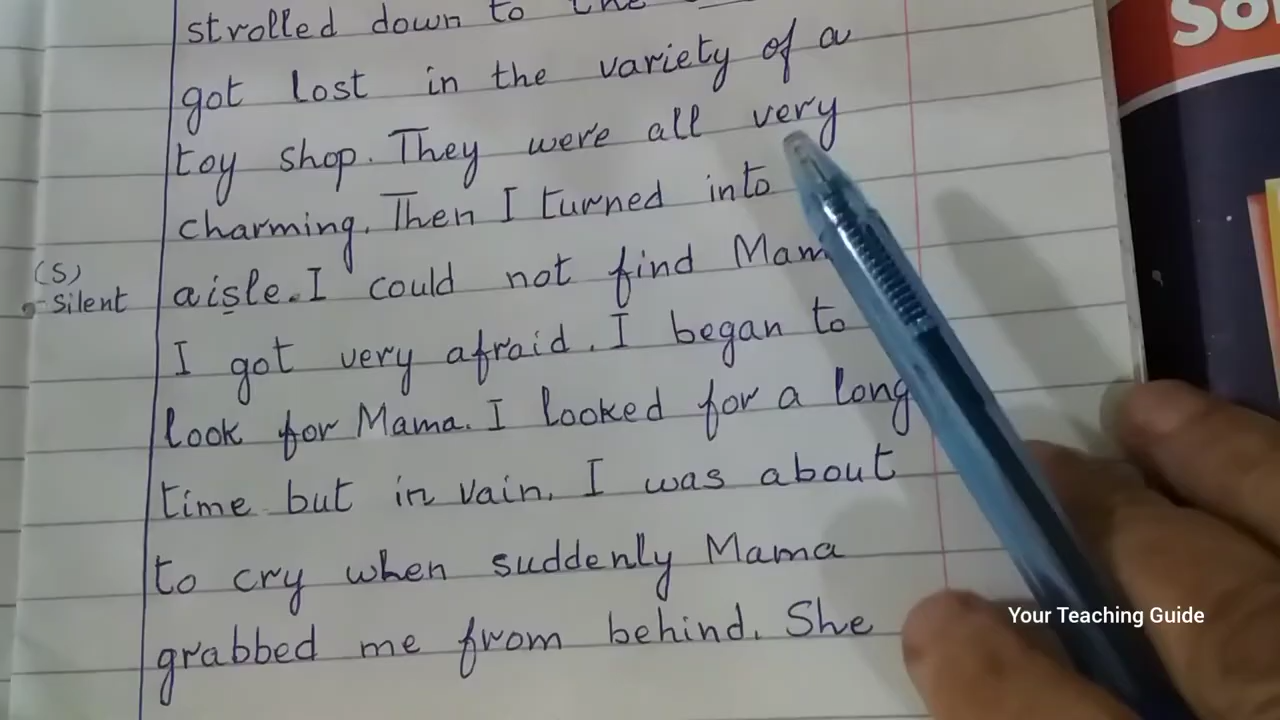 strolled down to the
got lost in the variety of a
toy shop. They were all very
charming. Then I turned into
(S)
- Silent
aisle. I could not find
I got very afraid. I began to
look for Mama. I looked for a long
time but in vain. I was about
to cry when suddenly Mama
grabbed me from behind. She
Your Teaching Guide